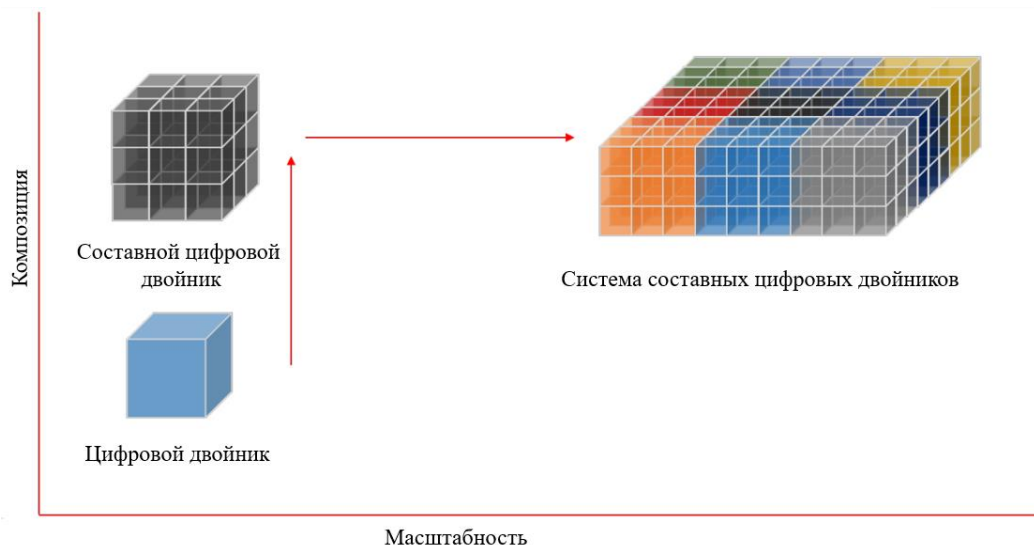 Композиция
Составной цифровой
двойник
Система составных цифровых двойников
Цифровой двойник
Масштабность